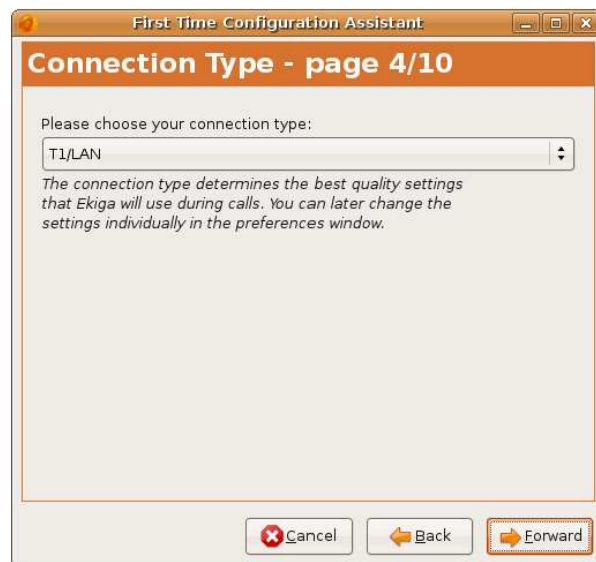 First Time Configuration Assistant
Connection Type - page 4/10
Please choose your connection type:
T1/LAN
The connection type determines the best quality settings
that Ekiga will use during calls. You can later change the
settings individually in the preferences window.
Cancel
Back
Forward